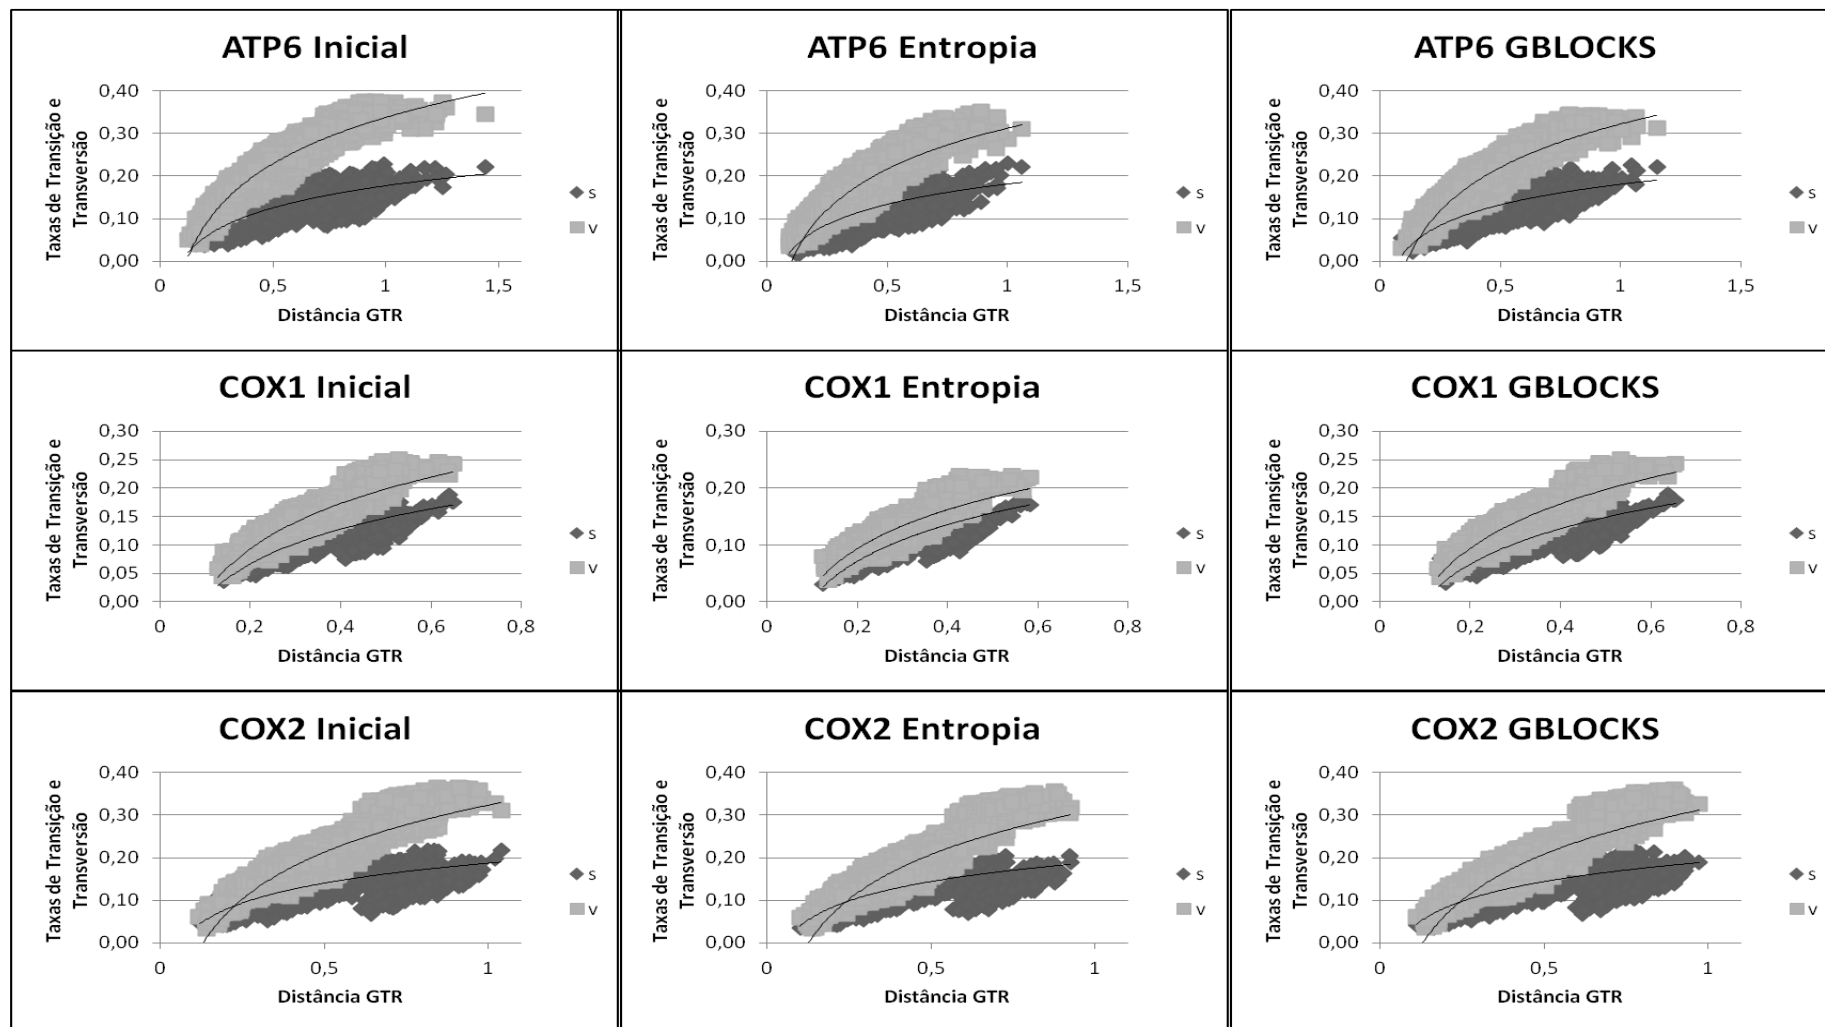 ATP6 Inicial
Taxas de Transição e
Transversão
0,40
0,30
0,20
0,10
0,00
0
0,5
1
1,5
Distância GTR
s
v
ATP6 Entropia
Taxas de Transição e
Transversão
0,40
0,30
0,20
0,10
0,00
0
0,5
1
1,5
Distância GTR
s
v
ATP6 GBLOCKS
Taxas de Transição e
Transversão
0,40
0,30
0,20
0,10
0,00
0
0,5
1
1,5
Distância GTR
s
v
COX1 Inicial
Taxas de Transição e
Transversão
0,30
0,25
0,20
0,15
0,10
0,05
0,00
0
0,2
0,4
0,6
0,8
Distância GTR
s
v
COX1 Entropia
Taxas de Transição e
Transversão
0,30
0,20
0,10
0,00
0
0,2
0,4
0,6
0,8
Distância GTR
s
v
COX1 GBLOCKS
Taxas de Transição e
Transversão
0,30
0,25
0,20
0,15
0,10
0,05
0,00
0
0,2
0,4
0,6
0,8
Distância GTR
s
v
COX2 Inicial
Taxas de Transição e
Transversão
0,40
0,30
0,20
0,10
0,00
0
0,5
1
Distância GTR
s
v
COX2 Entropia
Taxas de Transição e
Transversão
0,40
0,30
0,20
0,10
0,00
0
0,5
1
Distância GTR
s
v
COX2 GBLOCKS
Taxas de Transição e
Transversão
0,40
0,30
0,20
0,10
0,00
0
0,5
1
Distância GTR
s
v